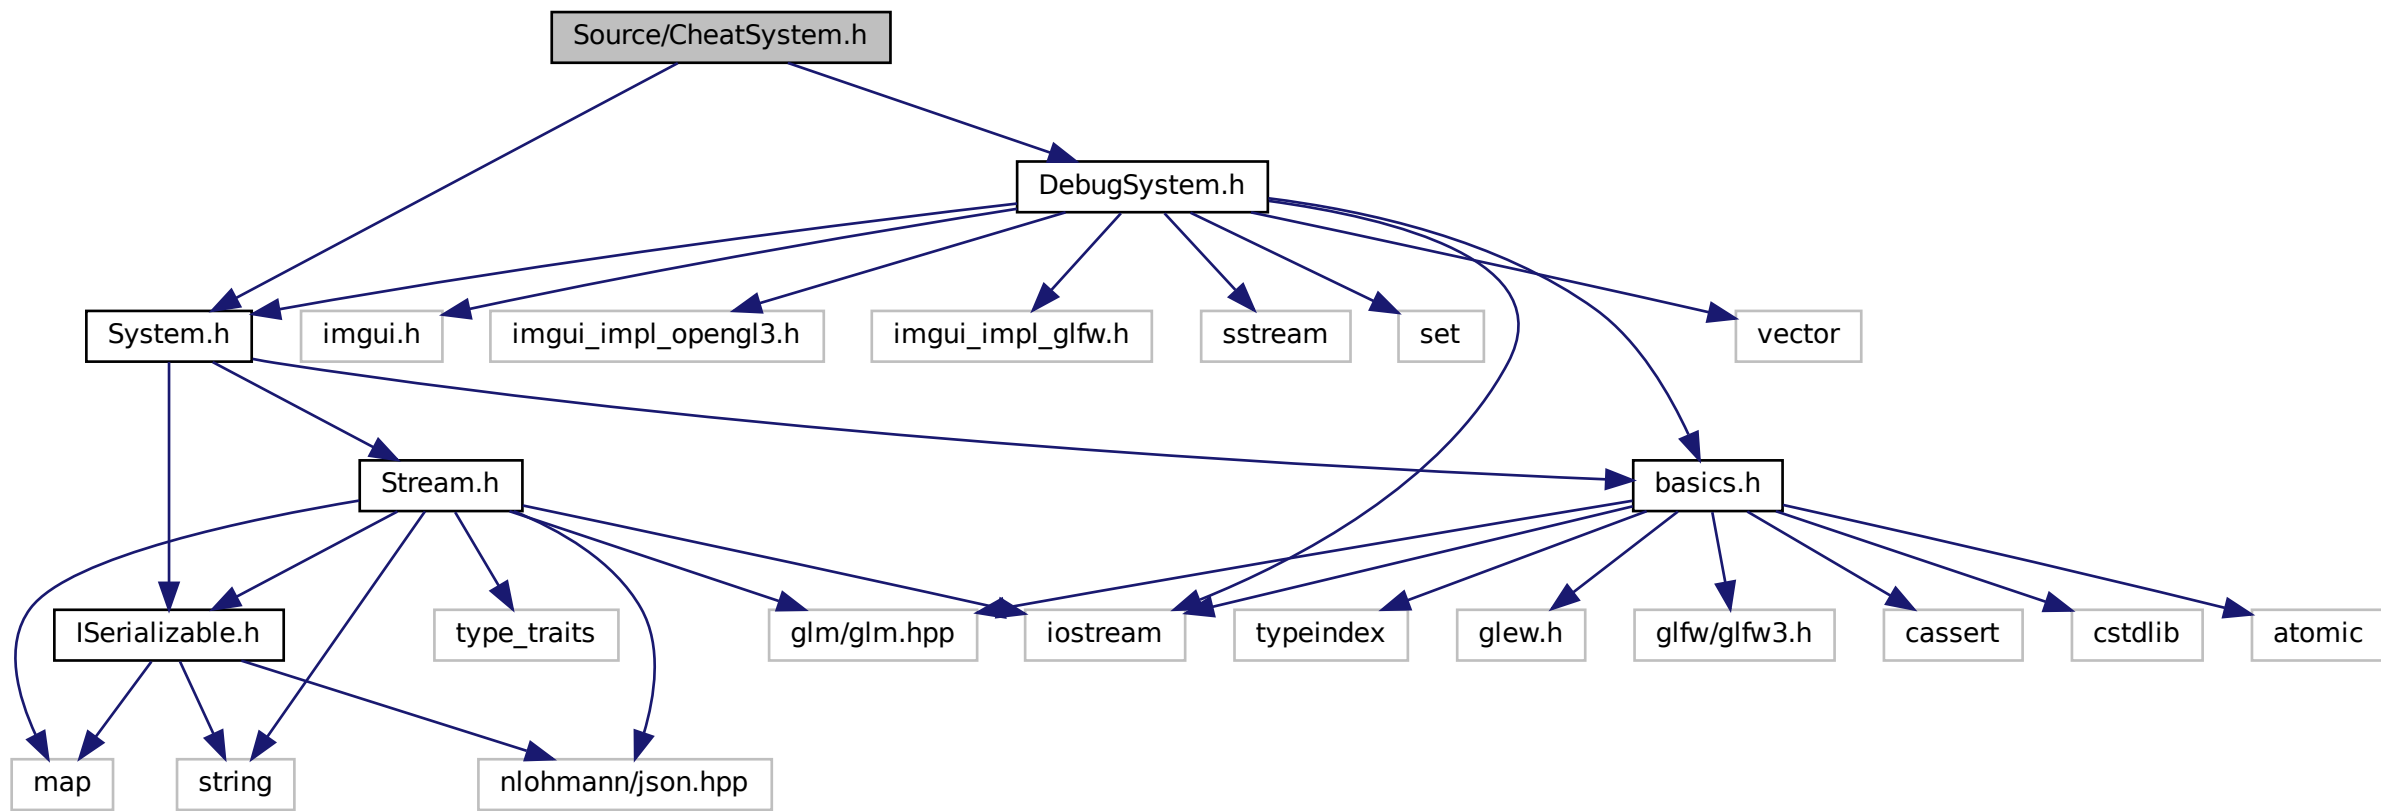 Source/CheatSystem.h
DebugSystem.h
System.h
imgui.h
imgui_impl_opengl3.h
imgui_impl_glfw.h
sstream
set
vector
Stream.h
basics.h
ISerializable.h
type_traits
glm/glm.hpp
iostream
typeindex
glew.h
glfw/glfw3.h
cassert
cstdlib
atomic
map
string
nlohmann/json.hpp